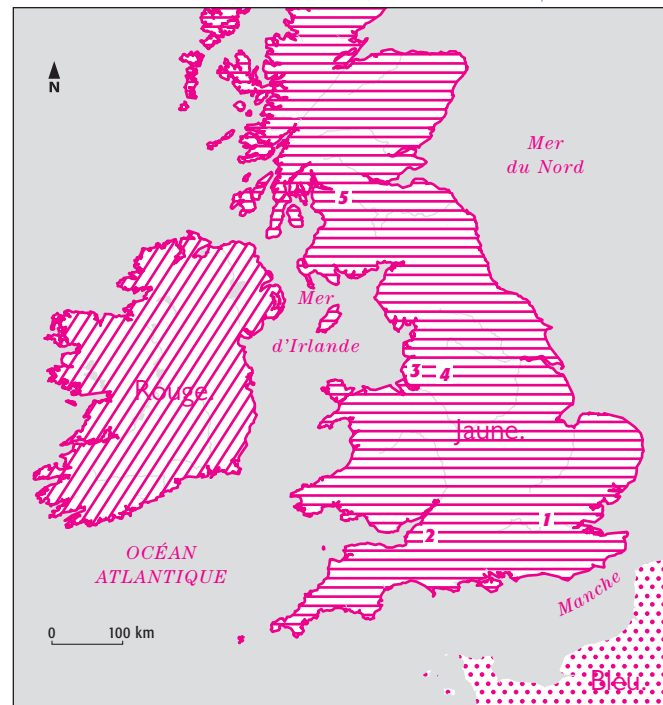 N
Mer
du Nord
5
Mer
d'Irlande
3 4
Rouge.
Jaune.
1
2
OCÉAN
ATLANTIQUE
Manche
0 100 km
Bleu.